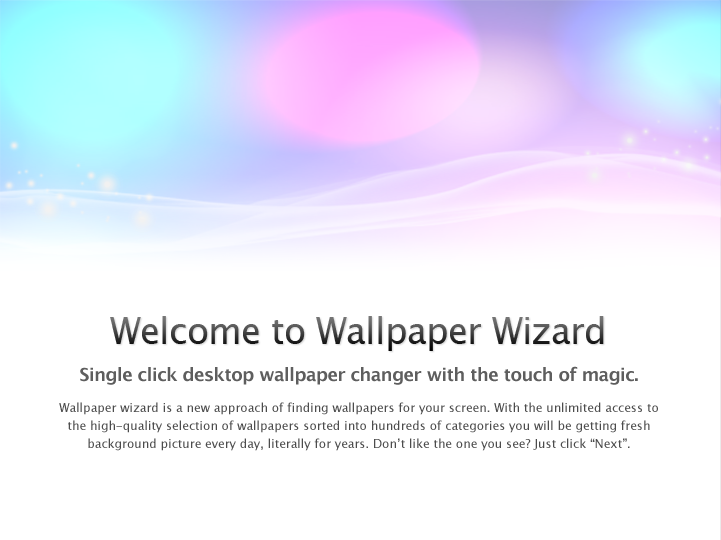 Welcome to Wallpaper Wizard
Single click desktop wallpaper changer with the touch of magic.
Wallpaper wizard is a new approach of finding wallpapers for your screen. With the unlimited access to
the high-quality selection of wallpapers sorted into hundreds of categories you will be getting fresh
background picture every day, literally for years. Don’t like the one you see? Just click “Next”.